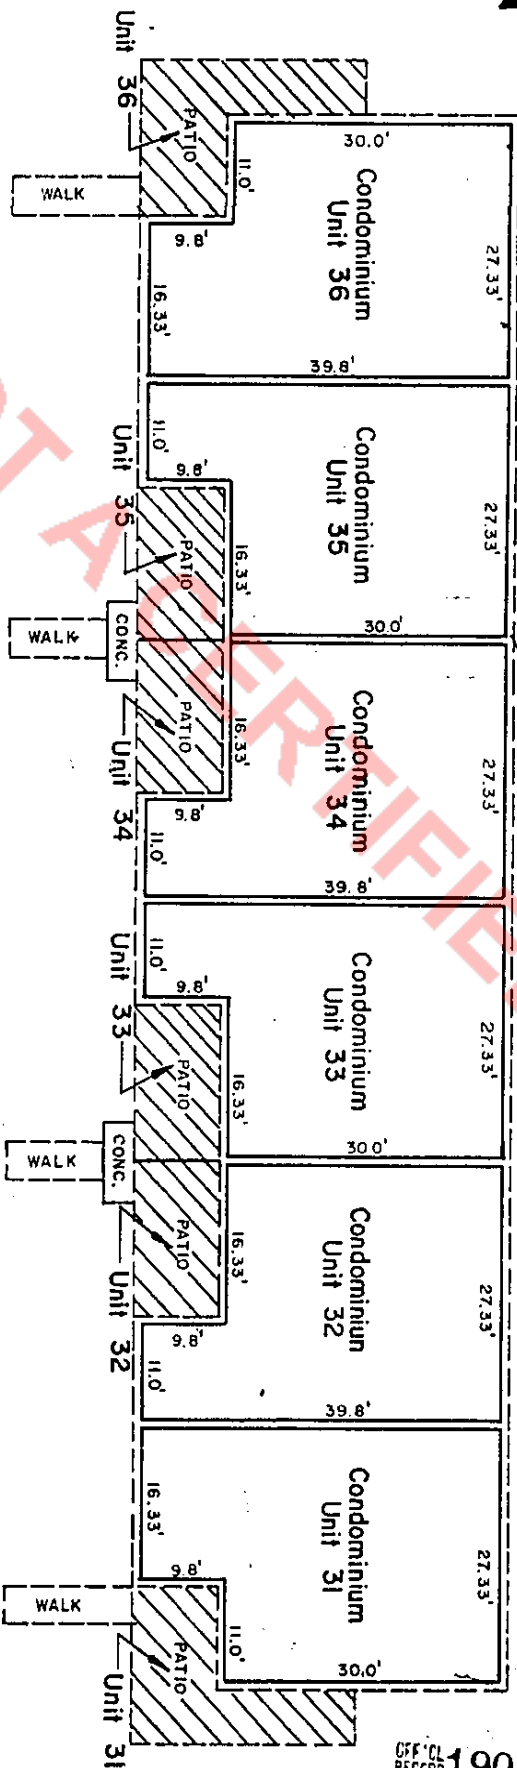 Unit 36
PATIO
WALK
30.0'
11.0'
9.8'
16.33'
Condominium
Unit 36
27.33'
39.8'
11.0'
9.8'
Condominium
Unit 35
27.33'
Unit 35
PATIO
16.33'
30.0'
WALK
CONC.
PATIO
16.33'
Unit 34
9.8'
11.0'
Condominium
Unit 34
27.33'
39.8'
11.0'
9.8'
Unit 33
PATIO
Condominium
Unit 33
27.33'
16.33'
30.0'
WALK
CONC.
PATIO
16.33'
Unit 32
9.8'
11.0'
Condominiun
Unit 32
27.33'
39.8'
16.33'
9.8'
Condominium
Unit 31
27.33'
11.0'
30.0'
WALK
PATIO
Unit 31
T A CERTIFIE
190